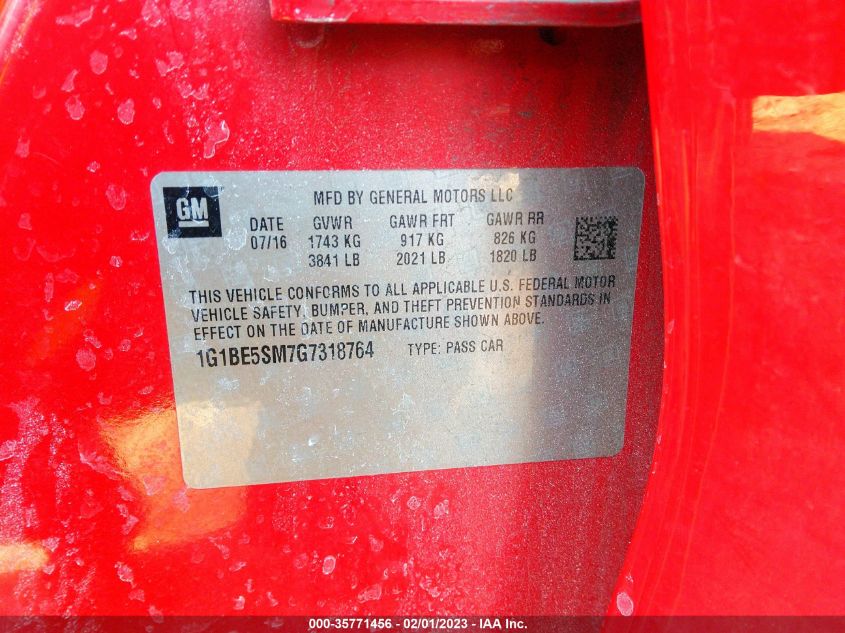 GM
MFD BY GENERAL MOTORS LLC
DATE GVWR GAWR FRT GAWR RR
07/16 1743 KG 917 KG 826 KG
3841 LB 2021 LB 1820 LB
THIS VEHICLE CONFORMS TO ALL APPLICABLE U.S. FEDERAL MOTOR
VEHICLE SAFETY, BUMPER, AND THEFT PREVENTION STANDARDS IN
EFFECT ON THE DATE OF MANUFACTURE SHOWN ABOVE.
1G1BE5SM7G7318764 TYPE: PASS CAR
000-35771456 - 02/01/2023 - IAA Inc.